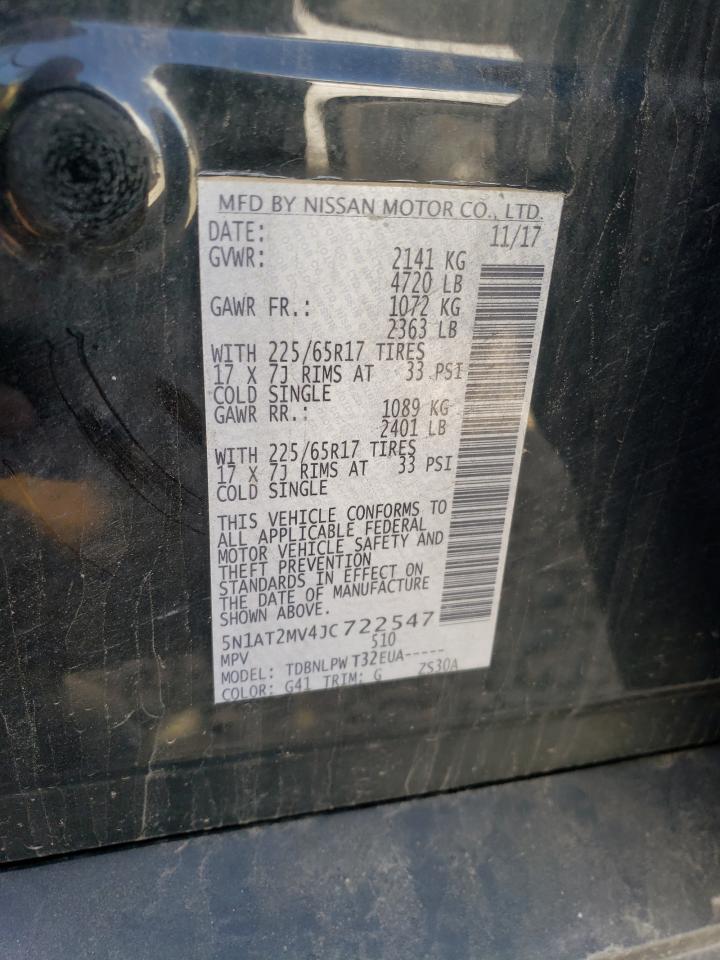 MFD BY NISSAN MOTOR CO., LTD.
DATE: 11/17
GVWR: 2141 KG
4720 LB
GAWR FR.: 1072 KG
2363 LB
WITH 225/65R17 TIRES
17 X 7J RIMS AT 33 PSI
COLD SINGLE
GAWR RR.: 1089 KG
2401 LB
WITH 225/65R17 TIRES
17 X 7J RIMS AT 33 PSI
COLD SINGLE
THIS VEHICLE CONFORMS TO
ALL APPLICABLE FEDERAL
MOTOR VEHICLE SAFETY AND
THEFT PREVENTION
STANDARDS IN EFFECT ON
THE DATE OF MANUFACTURE
SHOWN ABOVE.
5N1AT2MV4JC722547
MPV 510
MODEL: TDBNLPW T32EUA-----
COLOR: G41 TRIM: G ZS30A